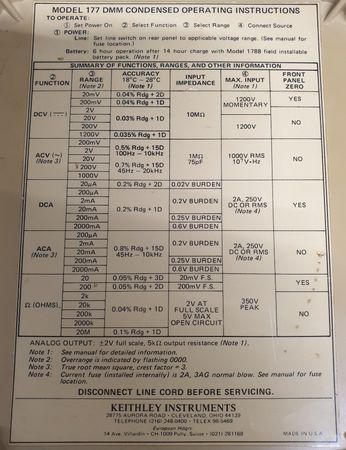 MODEL 177 DMM CONDENSED OPERATING INSTRUCTIONS
TO OPERATE:
① Set Power On ② Select Function ③ Select Range ④ Connect Source
① POWER:
Line: Set line switch on rear panel to applicable voltage range. (See manual for fuse location.)
Battery: 6 hour operation after 14 hour charge with Model 1788 field installable battery pack. (Note 1)
SUMMARY OF FUNCTIONS, RANGES, AND OTHER INFORMATION
② FUNCTION ③ RANGE (Note 2) ACCURACY 18°C – 28°C (Note 1) INPUT IMPEDANCE ④ MAX. INPUT (Note 1) FRONT PANEL ZERO
DCV 20mV 0.04% Rdg + 2D 10MΩ 1200V MOMENTARY YES
200mV 0.04% Rdg + 1D
2V 0.03% Rdg + 1D 1200V NO
20V
200V
1200V 0.035% Rdg + 1D
ACV (~) (Note 3) 200mV 0.5% Rdg + 15D 100Hz – 10kHz 1MΩ 75pF 1000V RMS 10⁷V•Hz NO
2V
20V
200V 0.7% Rdg + 15D 45Hz – 20kHz
1000V
DCA 20µA 0.2% Rdg + 1D 0.02V BURDEN 2A, 250V DC OR RMS (Note 4) YES
200µA 0.2% Rdg + 1D 0.2V BURDEN
2mA
20mA
200mA 0.25V BURDEN
2000mA 0.6V BURDEN
ACA (Note 3) 200µA 0.8% Rdg + 15D 45Hz – 10kHz 0.2V BURDEN 2A, 250V DC OR RMS (Note 4) NO
2mA
20mA
200mA 0.25V BURDEN
2000mA 0.6V BURDEN
Ω (OHMS) 20 0.05% Rdg + 3D 20mV F.S. 350V PEAK YES
200 0.05% Rdg + 2D 200mV F.S.
2k 0.04% Rdg + 1D 2V AT FULL SCALE 5V MAX OPEN CIRCUIT NO
20k
200k
2000k
20M 0.1% Rdg + 1D
ANALOG OUTPUT: ±2V full scale, 5kΩ output resistance (Note 1).
Note 1: See manual for detailed information.
Note 2: Overrange is indicated by flashing 0000.
Note 3: True root mean square, crest factor = 3.
Note 4: Current fuse (installed internally) is 2A, 3AG normal blow. See manual for fuse location.
DISCONNECT LINE CORD BEFORE SERVICING.
KEITHLEY INSTRUMENTS
28775 AURORA ROAD • CLEVELAND, OHIO 44139
TELEPHONE (216) 248-0400 • TELEX 98-5469
European Hdqrs:
14 Ave. Villardin – CH-1009 Pully, Suisse • (021) 281168
MADE IN U.S.A.